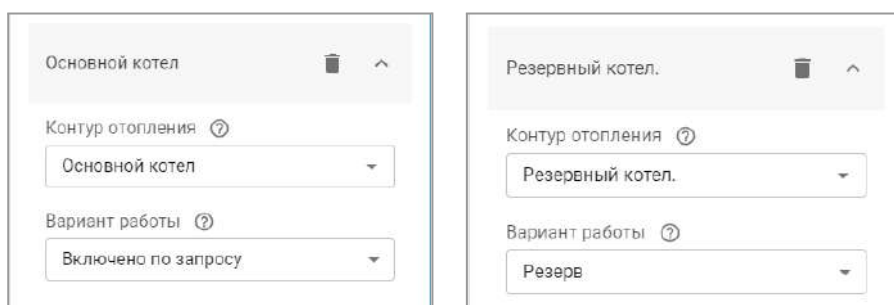 Основной котел
Контур отопления
Основной котел
Вариант работы
Включено по запросу
Резервный котел.
Контур отопления
Резервный котел.
Вариант работы
Резерв